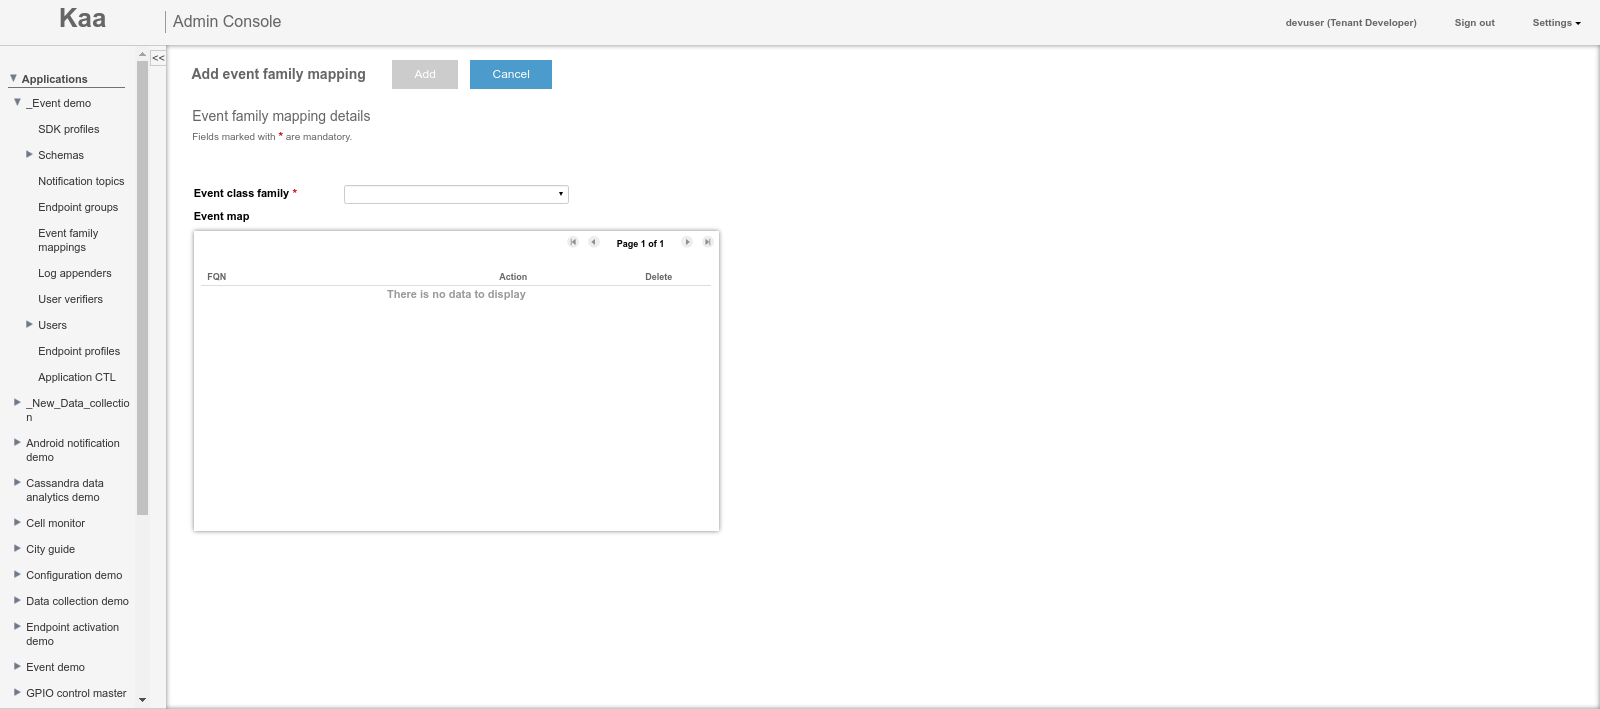 Kaa
Admin Console
devuser (Tenant Developer)
Sign out
Settings
<<
Applications
_Event demo
SDK profiles
Schemas
Notification topics
Endpoint groups
Event family
mappings
Log appenders
User verifiers
Users
Endpoint profiles
Application CTL
_New_Data_collectio
n
Android notification
demo
Cassandra data
analytics demo
Cell monitor
City guide
Configuration demo
Data collection demo
Endpoint activation
demo
Event demo
GPIO control master
Add event family mapping
Add
Cancel
Event family mapping details
Fields marked with * are mandatory.
Event class family *
Event map
Page 1 of 1
FQN Action Delete
There is no data to display